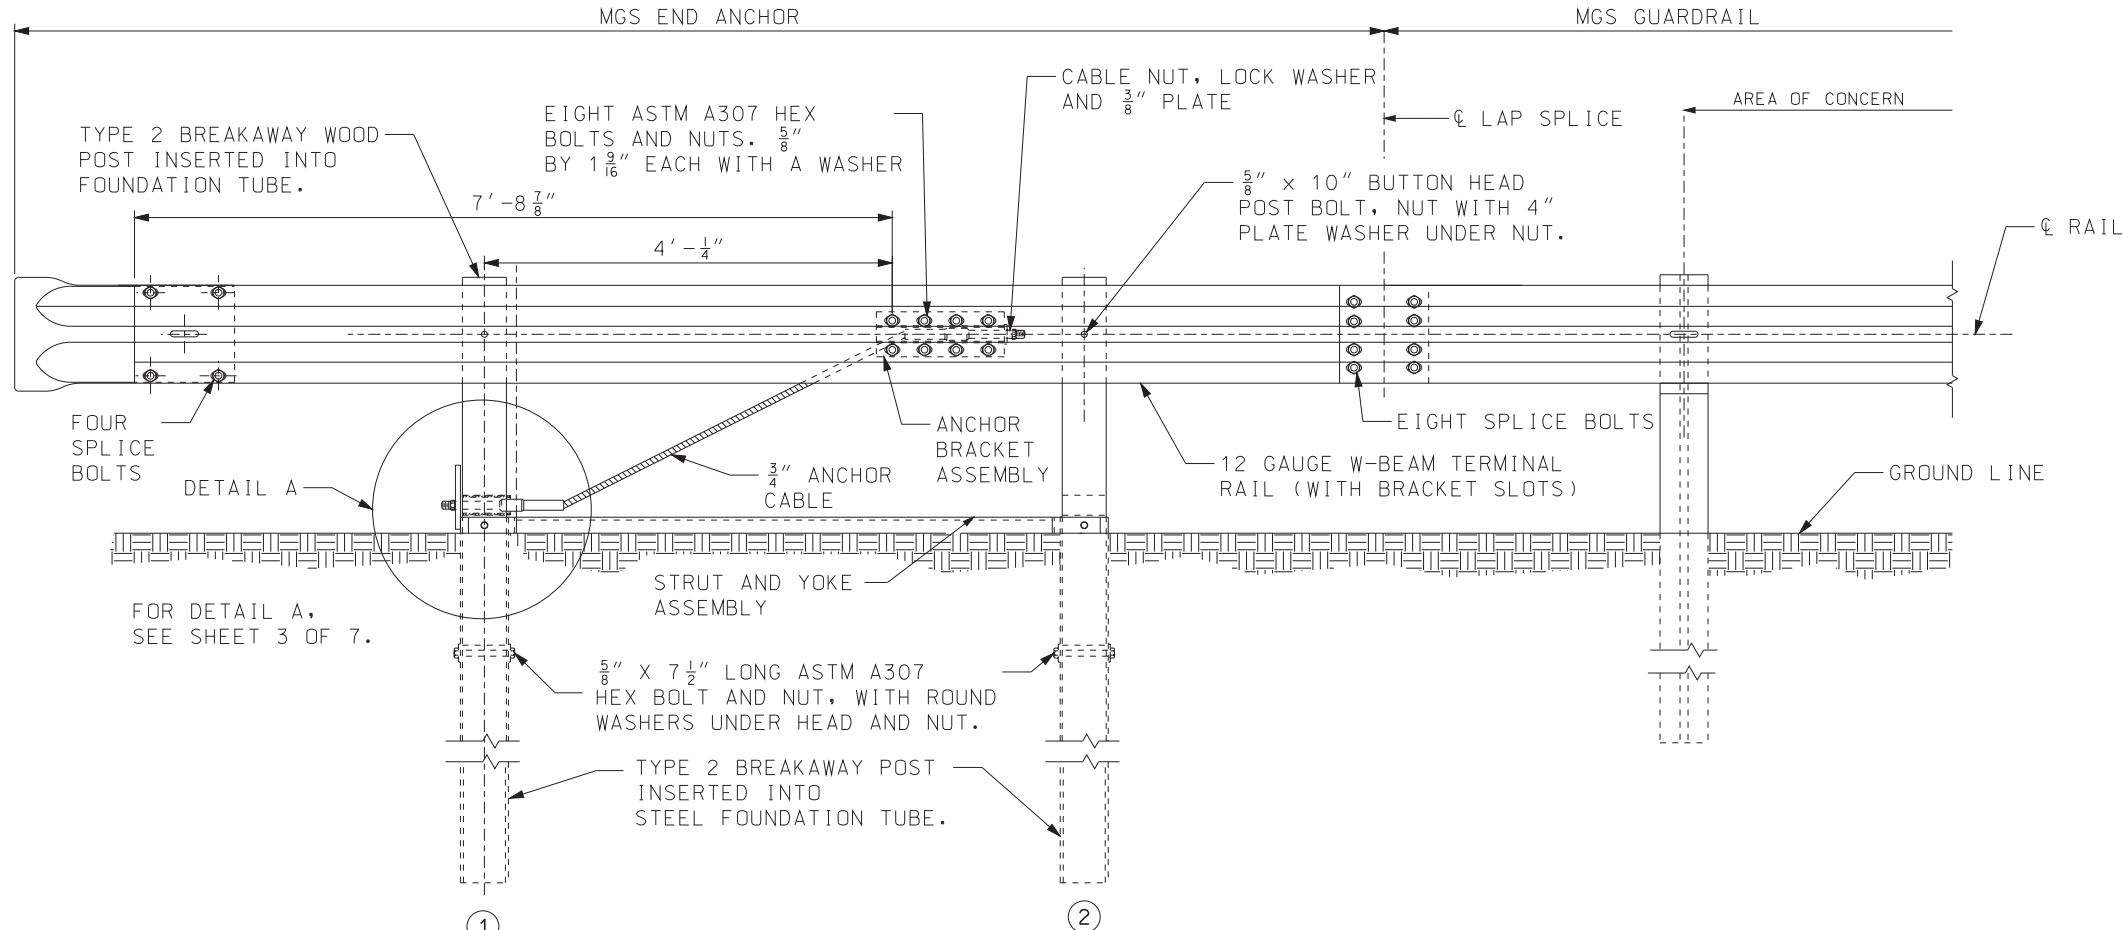 MGS END ANCHOR
MGS GUARDRAIL
CABLE NUT, LOCK WASHER
AND 3/8" PLATE
AREA OF CONCERN
EIGHT ASTM A307 HEX
BOLTS AND NUTS. 5/8"
BY 1 9/16" EACH WITH A WASHER
℄ LAP SPLICE
TYPE 2 BREAKAWAY WOOD
POST INSERTED INTO
FOUNDATION TUBE.
5/8" x 10" BUTTON HEAD
POST BOLT, NUT WITH 4"
PLATE WASHER UNDER NUT.
7'-8 7/8"
℄ RAIL
4'-1/4"
FOUR
SPLICE
BOLTS
ANCHOR
BRACKET
ASSEMBLY
EIGHT SPLICE BOLTS
DETAIL A
3/4" ANCHOR
CABLE
12 GAUGE W-BEAM TERMINAL
RAIL (WITH BRACKET SLOTS)
GROUND LINE
STRUT AND YOKE
ASSEMBLY
FOR DETAIL A,
SEE SHEET 3 OF 7.
5/8" X 7 1/2" LONG ASTM A307
HEX BOLT AND NUT, WITH ROUND
WASHERS UNDER HEAD AND NUT.
TYPE 2 BREAKAWAY POST
INSERTED INTO
STEEL FOUNDATION TUBE.
1
2